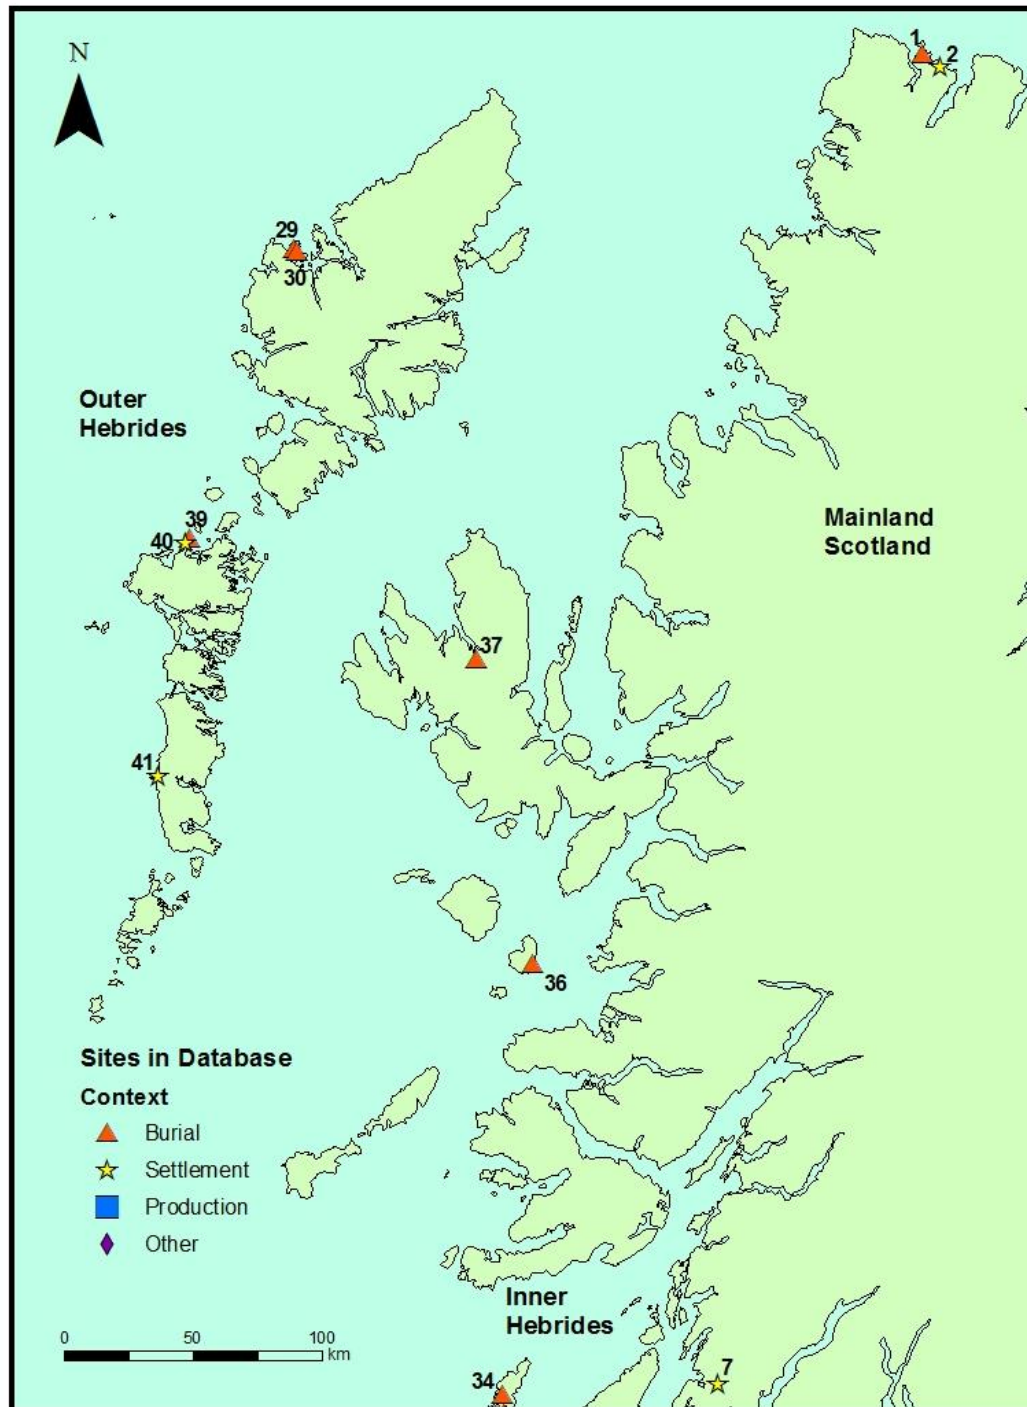 N
1
2
29
30
Outer
Hebrides
39
40
Mainland
Scotland
37
41
36
Sites in Database
Context
Burial
Settlement
Production
Other
Inner
Hebrides
0 50 100
km
34
7